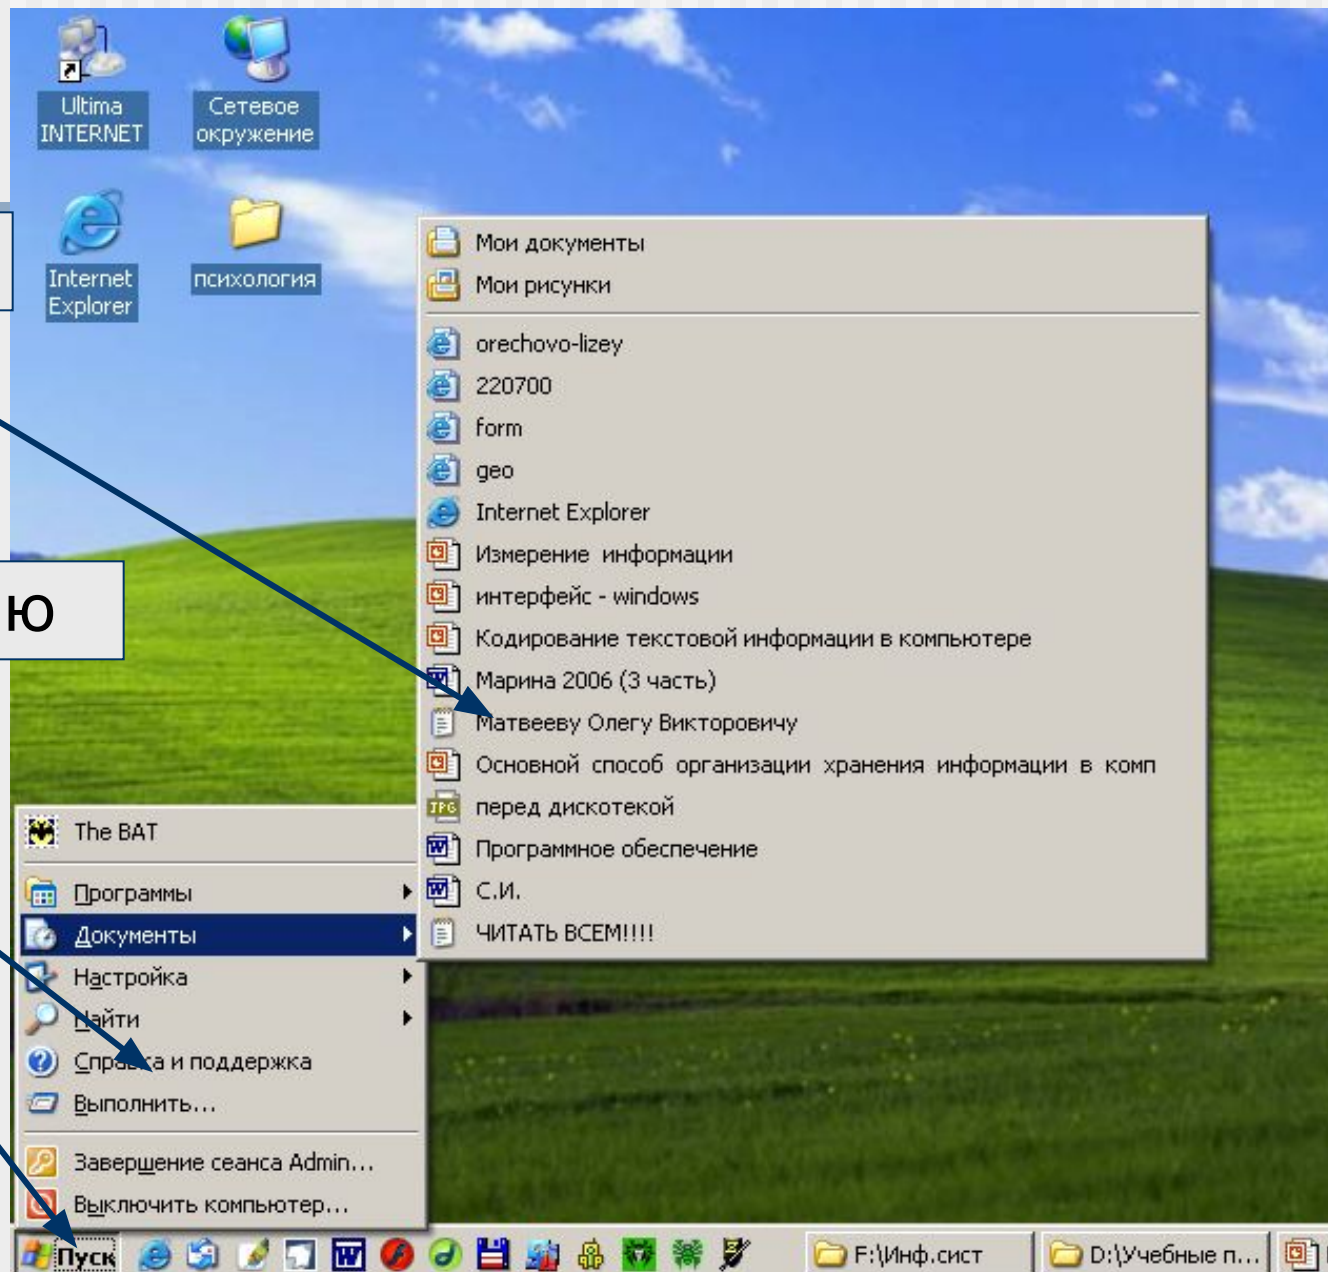 Ultima
INTERNET
Сетевое
окружение
Internet
Explorer
психология
Мои документы
Мои рисунки
orechovo-lizey
220700
form
geo
Internet Explorer
Измерение информации
интерфейс - windows
Кодирование текстовой информации в компьютере
Марина 2006 (3 часть)
Матвееву Олегу Викторовичу
Основной способ организации хранения информации в комп
перед дискотекой
Программное обеспечение
С.И.
ЧИТАТЬ ВСЕМ!!!!
ю
The BAT
Программы
Документы
Настройка
Найти
Справка и поддержка
Выполнить...
Завершение сеанса Admin...
Выключить компьютер...
Пуск
F:\Инф.сист
D:\Учебные п...